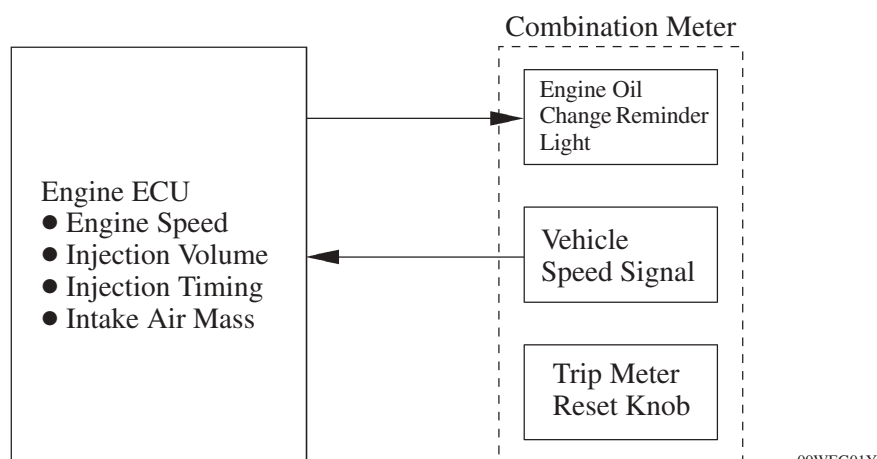 Combination Meter
Engine Oil
Change Reminder
Light
Engine ECU
● Engine Speed
● Injection Volume
● Injection Timing
● Intake Air Mass
Vehicle
Speed Signal
Trip Meter
Reset Knob